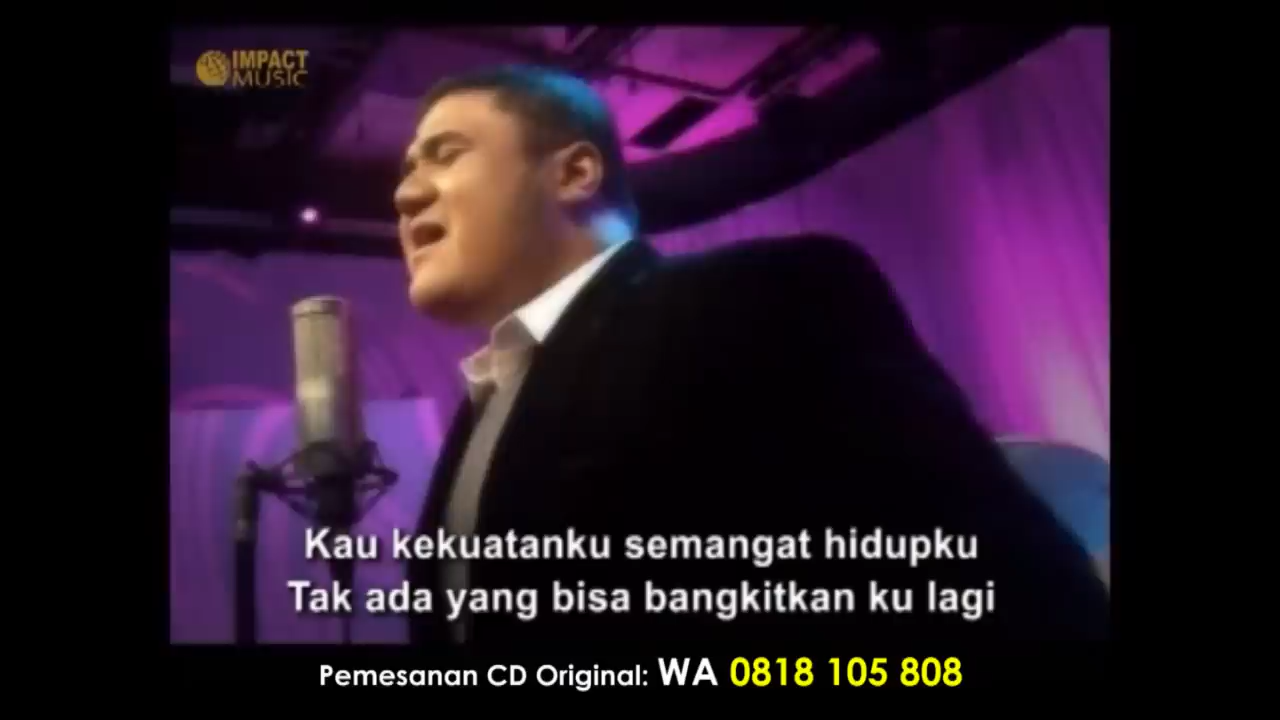 IMPACT
MUSIC
Kau kekuatanku semangat hidupku
Tak ada yang bisa bangkitkan ku lagi
Pemesanan CD Original: WA 0818 105 808